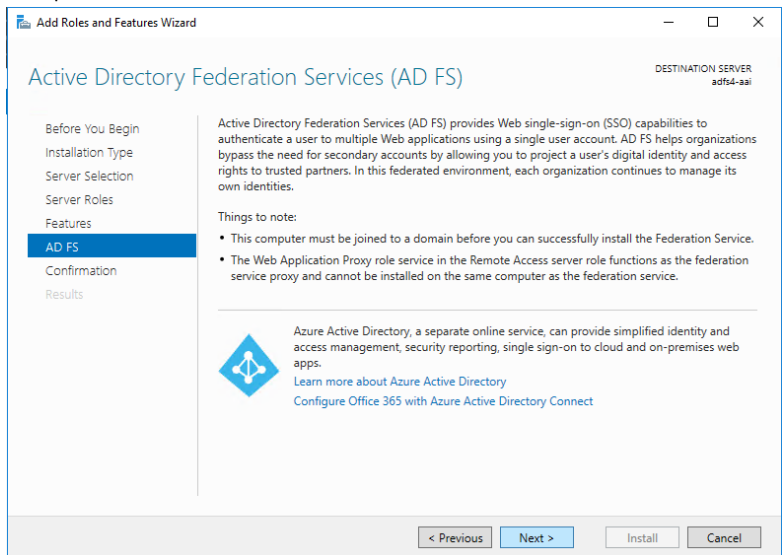 Add Roles and Features Wizard
Active Directory Federation Services (AD FS)
DESTINATION SERVER
adfs4-aai
Before You Begin
Installation Type
Server Selection
Server Roles
Features
AD FS
Confirmation
Results
Active Directory Federation Services (AD FS) provides Web single-sign-on (SSO) capabilities to
authenticate a user to multiple Web applications using a single user account. AD FS helps organizations
bypass the need for secondary accounts by allowing you to project a user's digital identity and access
rights to trusted partners. In this federated environment, each organization continues to manage its
own identities.
Things to note:
• This computer must be joined to a domain before you can successfully install the Federation Service.
• The Web Application Proxy role service in the Remote Access server role functions as the federation
service proxy and cannot be installed on the same computer as the federation service.
Azure Active Directory, a separate online service, can provide simplified identity and
access management, security reporting, single sign-on to cloud and on-premises web
apps.
Learn more about Azure Active Directory
Configure Office 365 with Azure Active Directory Connect
< Previous
Next >
Install
Cancel